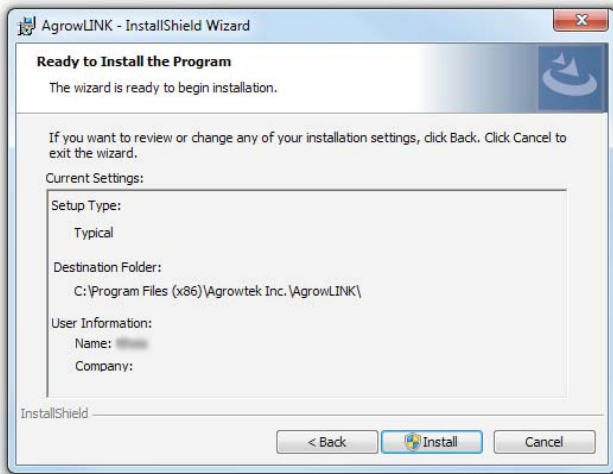 AgrowLINK - InstallShield Wizard
Ready to Install the Program
The wizard is ready to begin installation.
If you want to review or change any of your installation settings, click Back. Click Cancel to
exit the wizard.
Current Settings:
Setup Type:
Typical
Destination Folder:
C:\Program Files (x86)\Agrowtek Inc.\AgrowLINK\
User Information:
Name:
Company:
InstallShield
< Back
Install
Cancel